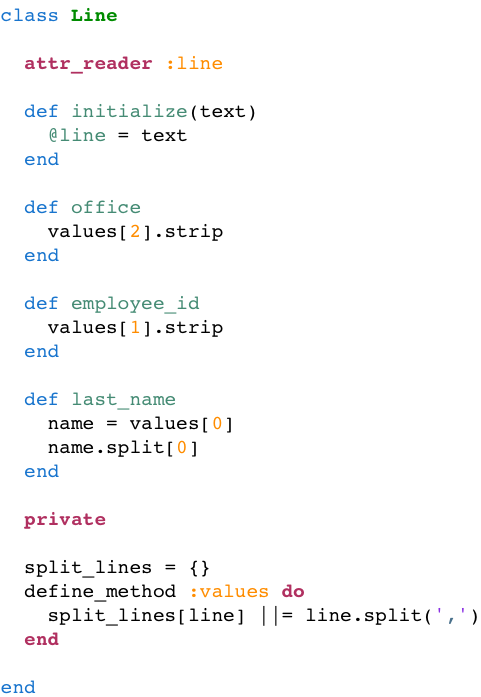 class Line
attr_reader :line
def initialize(text)
@line = text
end
def office
values[2].strip
end
def employee_id
values[1].strip
end
def last_name
name = values[0]
name.split[0]
end
private
split_lines = {}
define_method :values do
split_lines[line] ||= line.split(',')
end
end